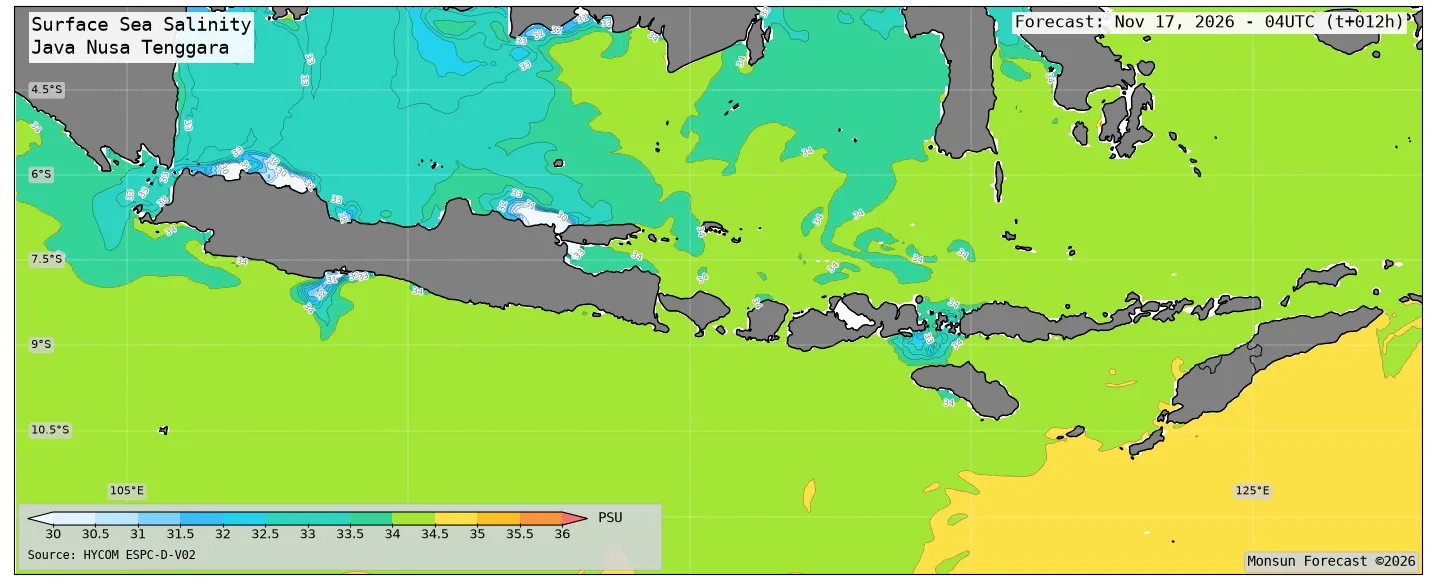 Surface Sea Salinity
Java Nusa Tenggara
Forecast: Nov 17, 2026 - 04UTC (t+012h)
4.5°S
6°S
7.5°S
9°S
10.5°S
105°E
125°E
30 30.5 31 31.5 32 32.5 33 33.5 34 34.5 35 35.5 36
PSU
Source: HYCOM ESPC-D-V02
Monsun Forecast ©2026